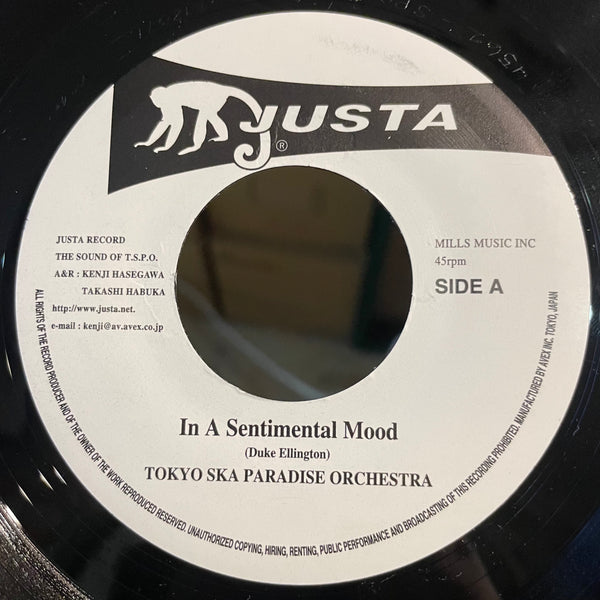 JUSTA
®
JUSTA RECORD
THE SOUND OF T.S.P.O.
A&R : KENJI HASEGAWA
TAKASHI HABUKA
http://www.justa.net.
e-mail : kenji@av.avex.co.jp
MILLS MUSIC INC
45rpm
SIDE A
In A Sentimental Mood
(Duke Ellington)
TOKYO SKA PARADISE ORCHESTRA
ALL RIGHTS OF THE RECORD PRODUCER AND OF THE OWNER OF THE WORK REPRODUCED RESERVED. UNAUTHORIZED COPYING, HIRING, RENTING, PUBLIC PERFORMANCE AND BROADCASTING OF THIS RECORDING PROHIBITED. MANUFACTURED BY AVEX INC. TOKYO, JAPAN